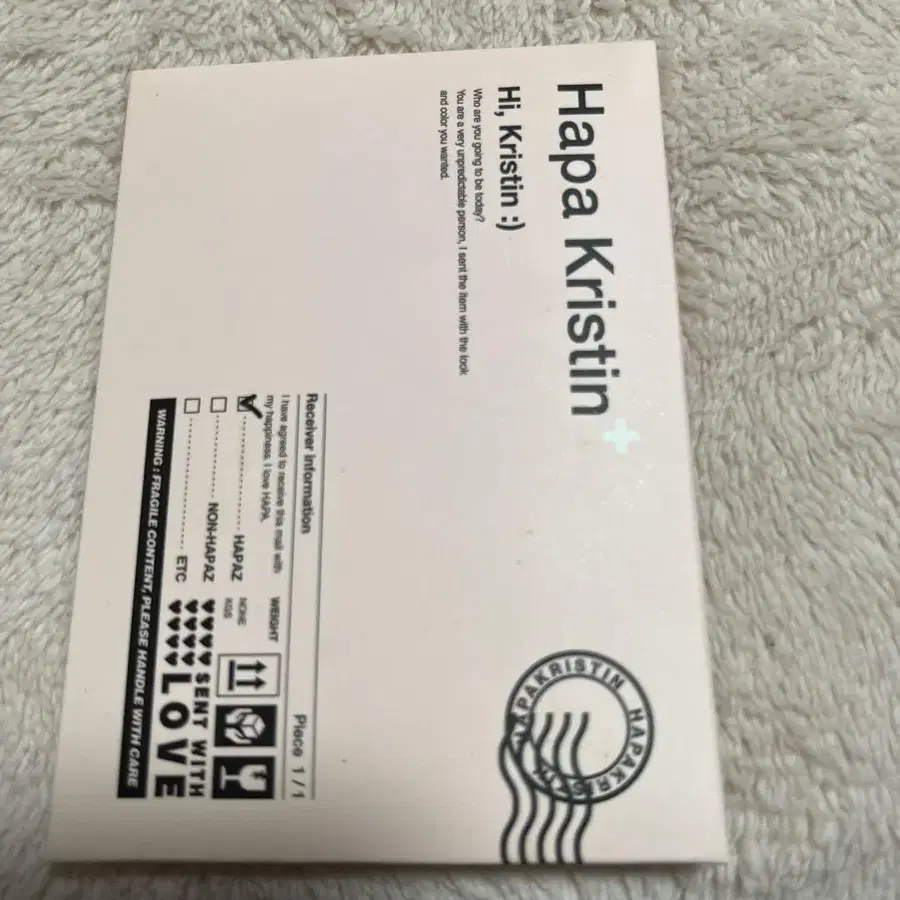 Hapa Kristin
Hi, Kristin :)
Who are you going to be today?
You are a very unpredictable person, I sent the item with the look
and color you wanted.
HAPAKRISTIN HAPAKRISTIN
Receiver information
Piece 1 / 1
I have agreed to receive this mail with
my happiness. I love HAPA.
WEIGHT
NONE
KGS
HAPAZ
NON-HAPAZ
ETC
SENT WITH
LOVE
WARNING : FRAGILE CONTENT, PLEASE HANDLE WITH CARE